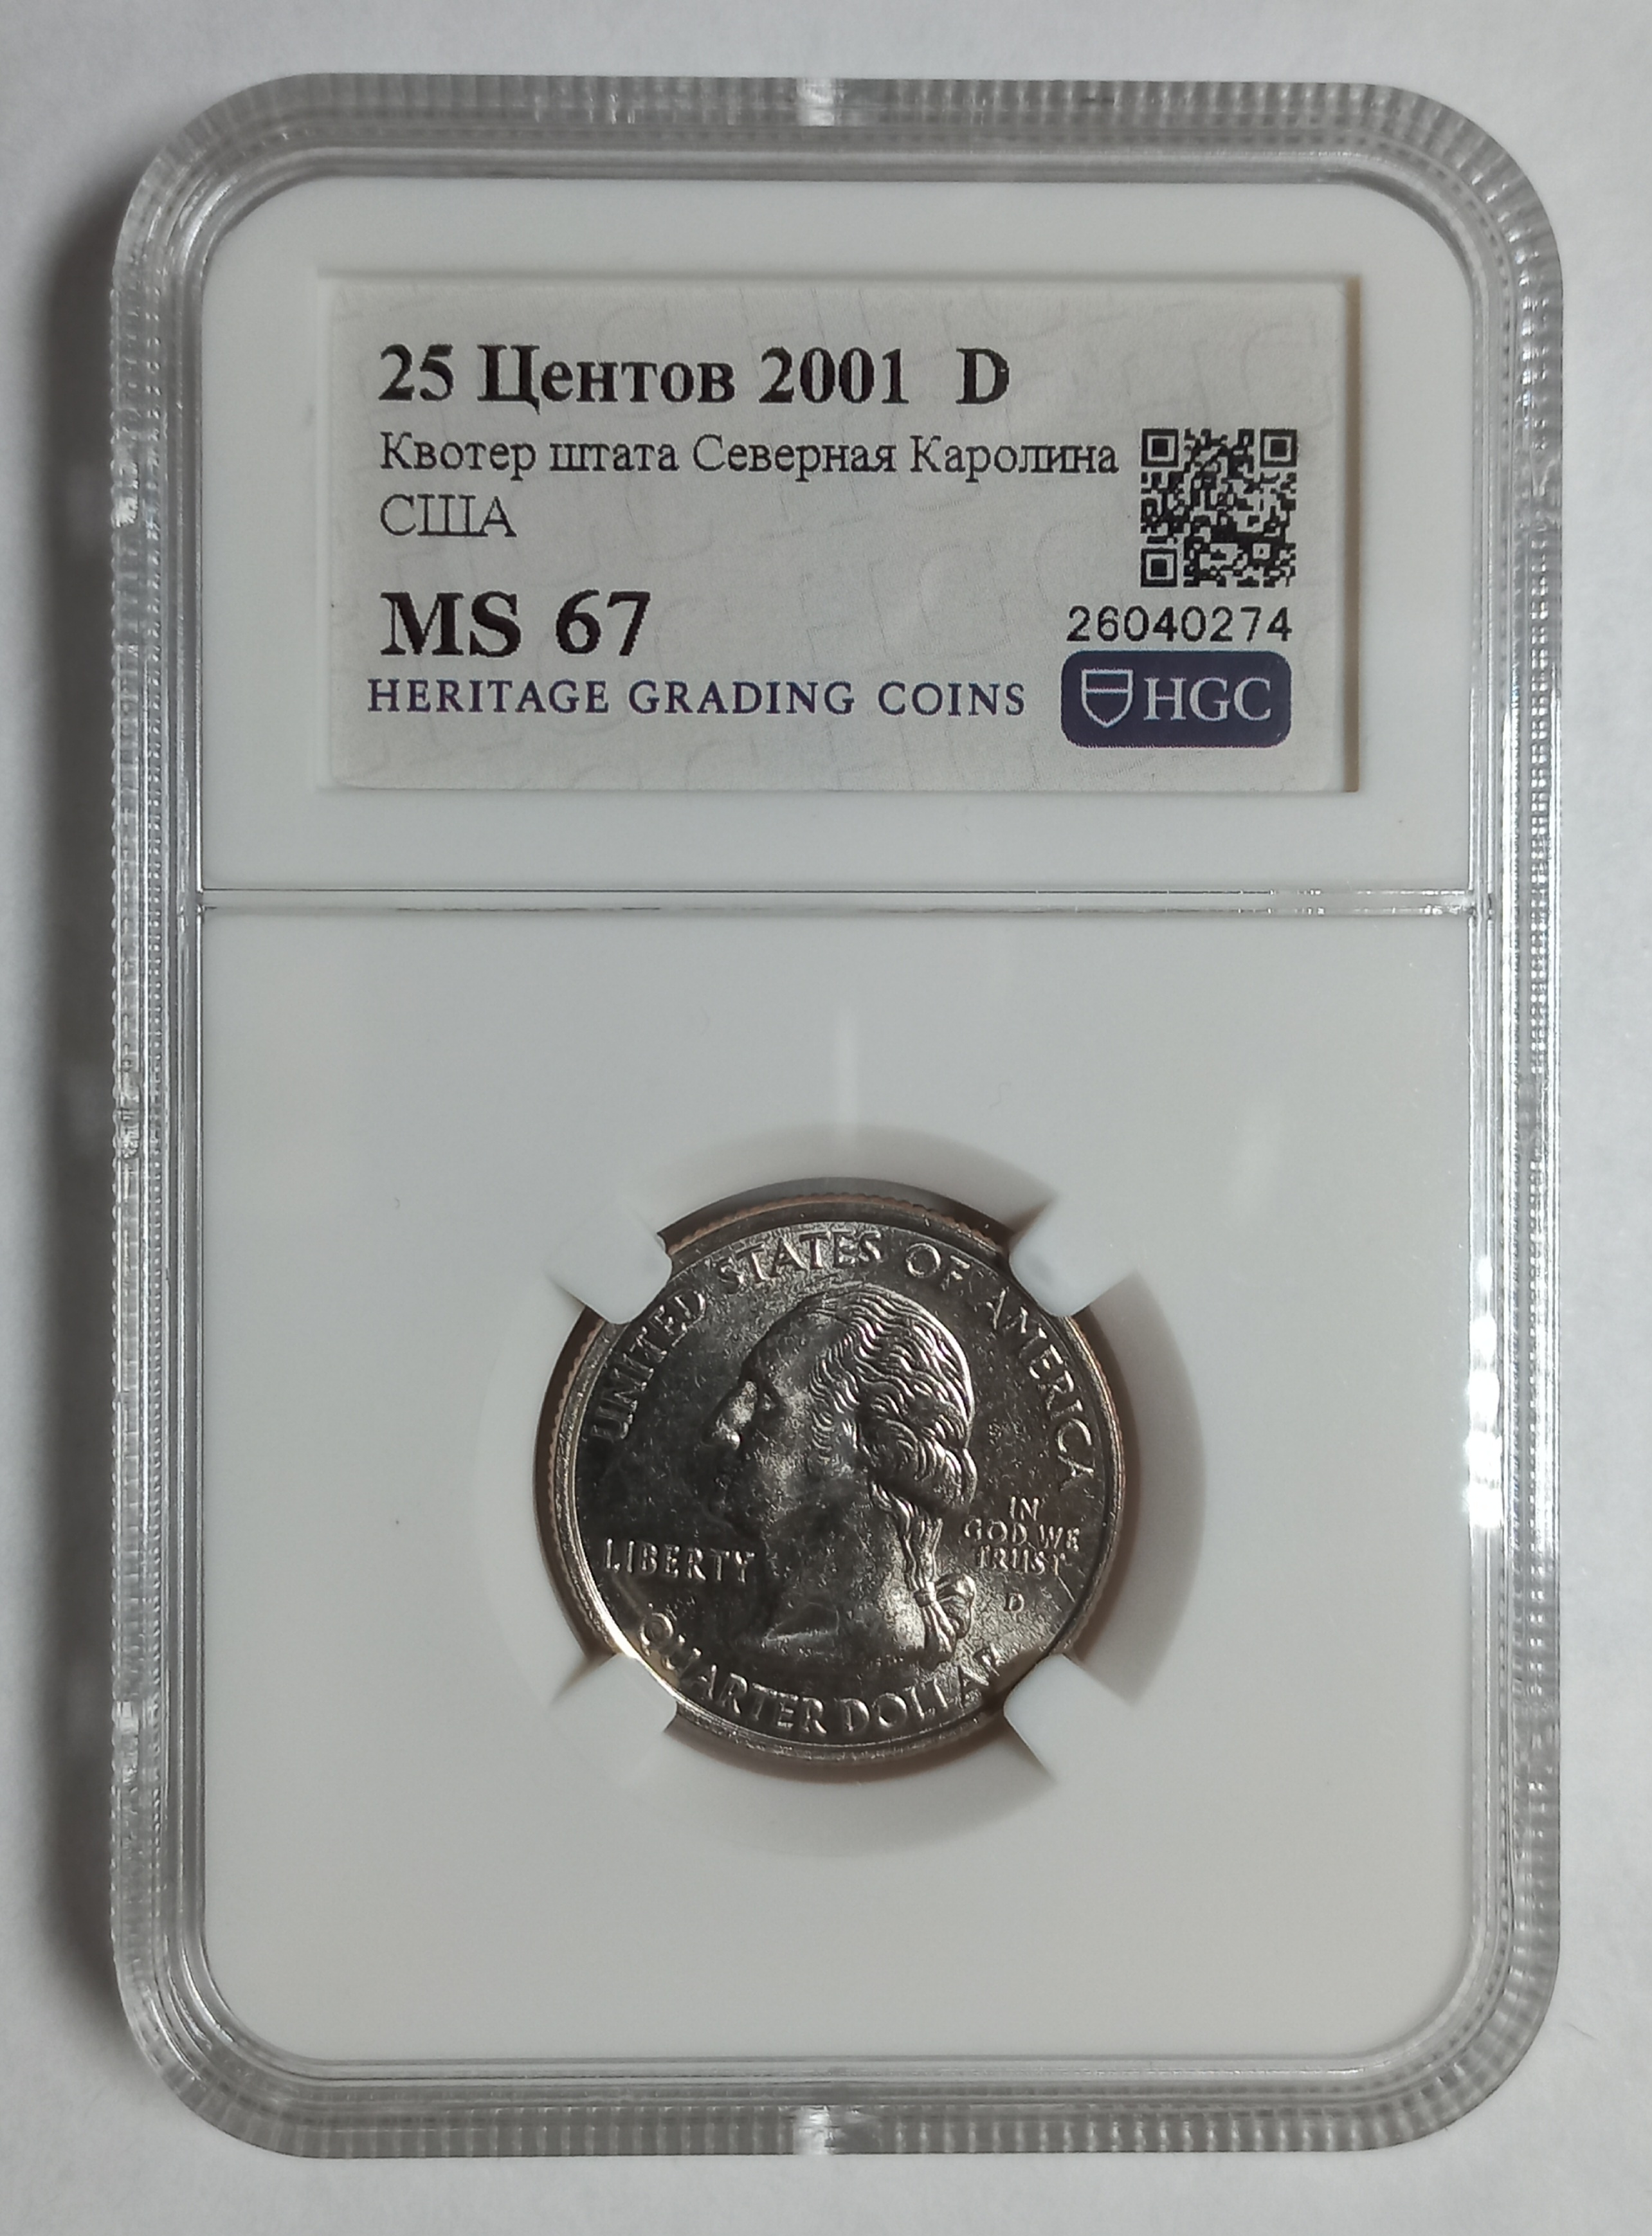 25 Центов 2001 D
Квотер штата Северная Каролина
США
MS 67
26040274
HERITAGE GRADING COINS
HGC
UNITED STATES OF AMERICA
LIBERTY
IN
GOD WE
TRUST
D
QUARTER DOLLAR